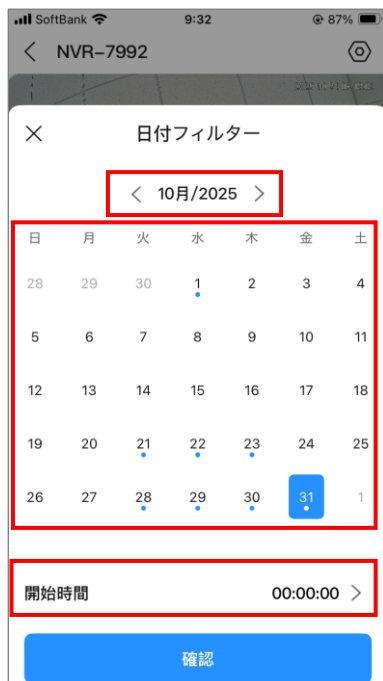 SoftBank 9:32 87%
NVR-7992
日付フィルター
10月/2025
日 月 火 水 木 金 土
28 29 30 1 2 3 4
5 6 7 8 9 10 11
12 13 14 15 16 17 18
19 20 21 22 23 24 25
26 27 28 29 30 31 1
開始時間 00:00:00
確認